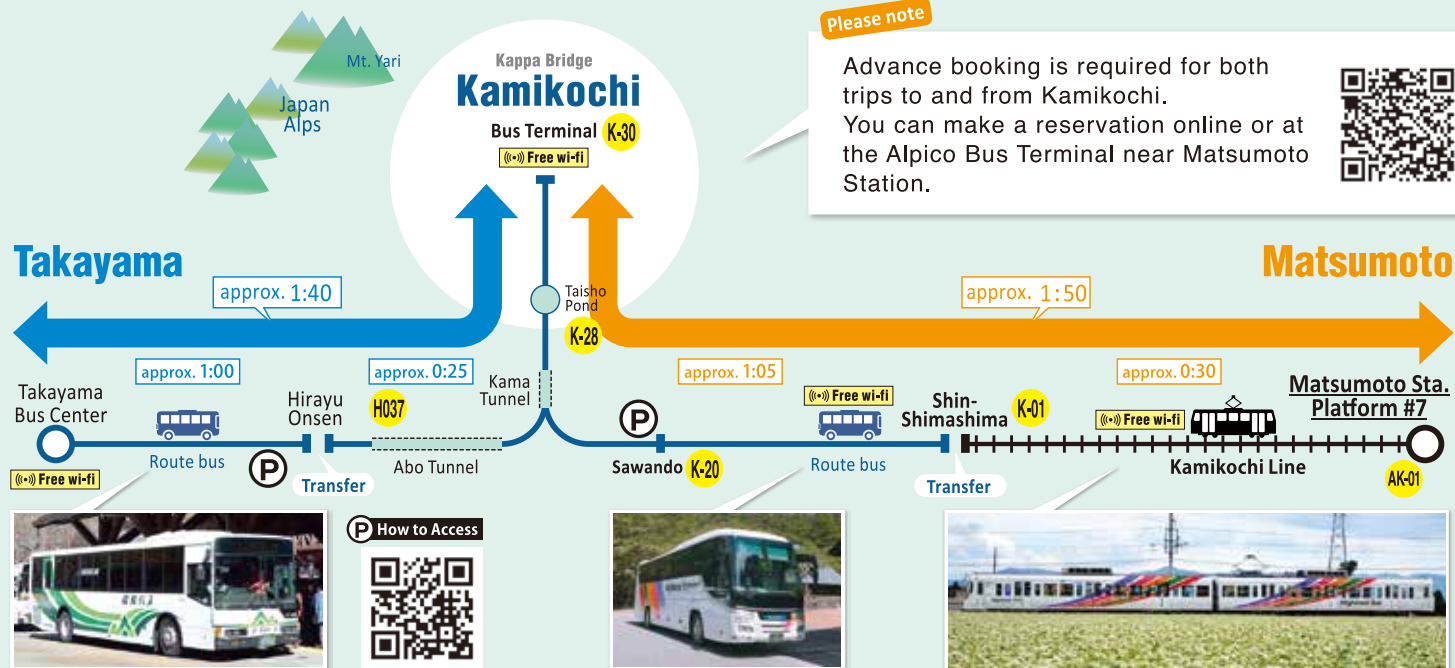 Please note
Advance booking is required for both
trips to and from Kamikochi.
You can make a reservation online or at
the Alpico Bus Terminal near Matsumoto
Station.
Mt. Yari
Japan
Alps
Kappa Bridge
Kamikochi
Bus Terminal K-30
Free wi-fi
Takayama
Matsumoto
approx. 1:40
approx. 1:50
Taisho
Pond
K-28
approx. 1:00
approx. 0:25
approx. 1:05
approx. 0:30
Takayama
Bus Center
Free wi-fi
Route bus
P
Hirayu
Onsen
H037
Transfer
Abo Tunnel
Kama
Tunnel
P
Sawando K-20
Free wi-fi
Route bus
Shin-
Shimashima
K-01
Transfer
Free wi-fi
Kamikochi Line
Matsumoto Sta.
Platform #7
AK-01
P How to Access